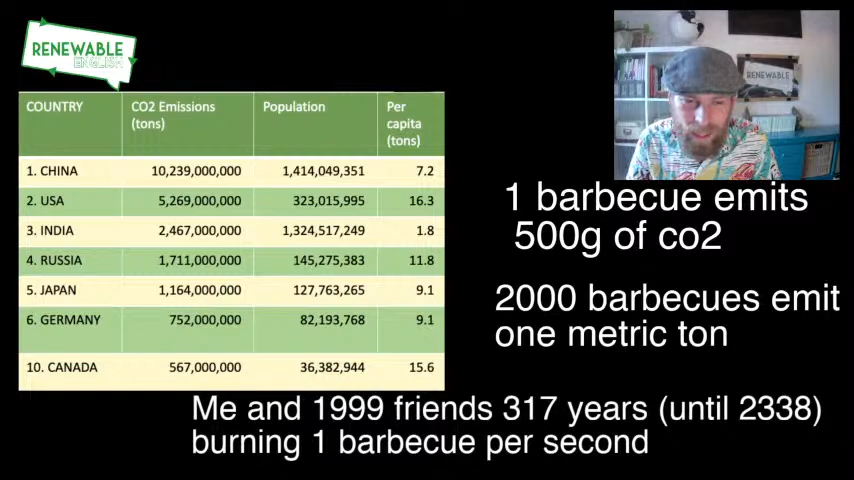 RENEWABLE
ENGLISH
RENEWABLE
COUNTRY CO2 Emissions (tons) Population Per capita (tons)
1. CHINA 10,239,000,000 1,414,049,351 7.2
2. USA 5,269,000,000 323,015,995 16.3
3. INDIA 2,467,000,000 1,324,517,249 1.8
4. RUSSIA 1,711,000,000 145,275,383 11.8
5. JAPAN 1,164,000,000 127,763,265 9.1
6. GERMANY 752,000,000 82,193,768 9.1
10. CANADA 567,000,000 36,382,944 15.6
1 barbecue emits
500g of co2
2000 barbecues emit
one metric ton
Me and 1999 friends 317 years (until 2338)
burning 1 barbecue per second